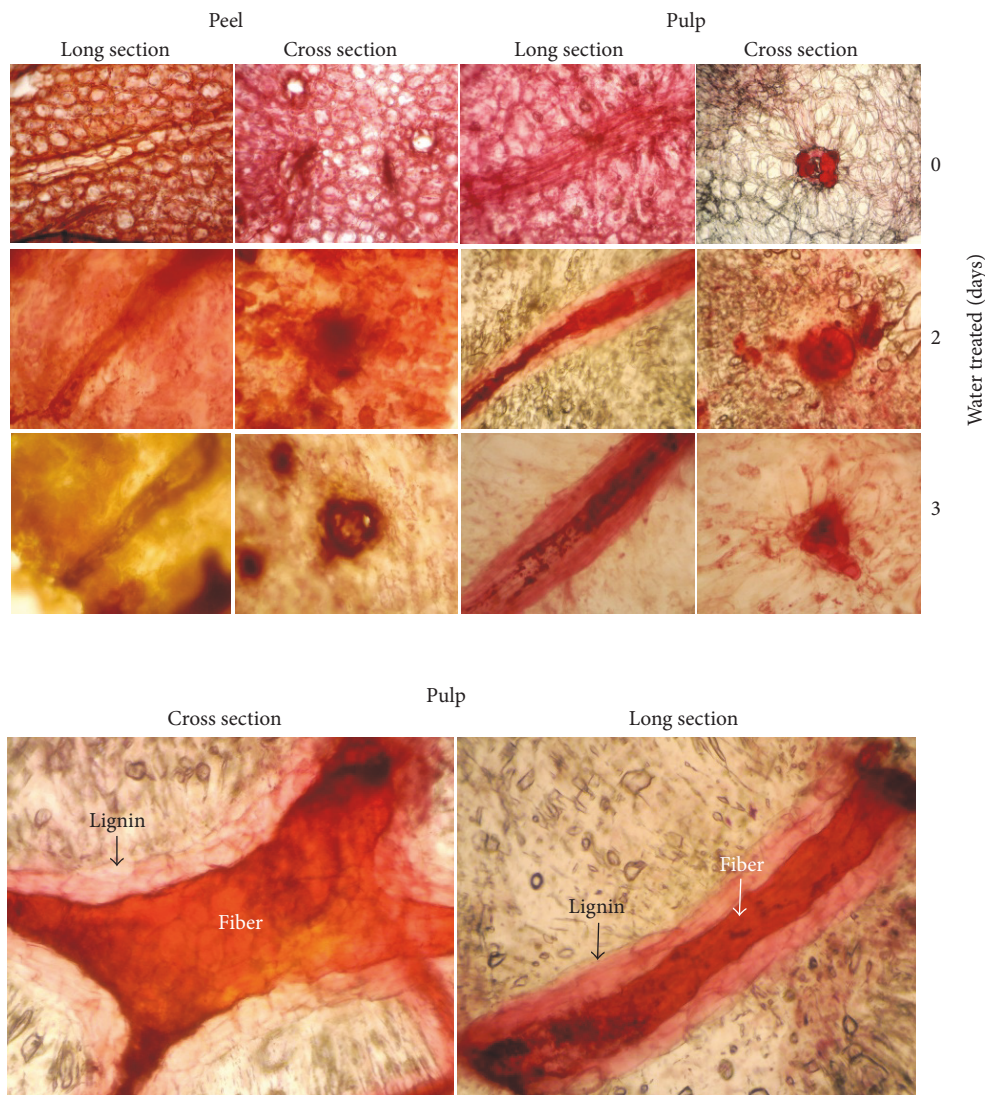 Peel
Pulp
Long section
Cross section
Long section
Cross section
0
2
3
Water treated (days)
Pulp
Cross section
Long section
Lignin
Fiber
Fiber
Lignin